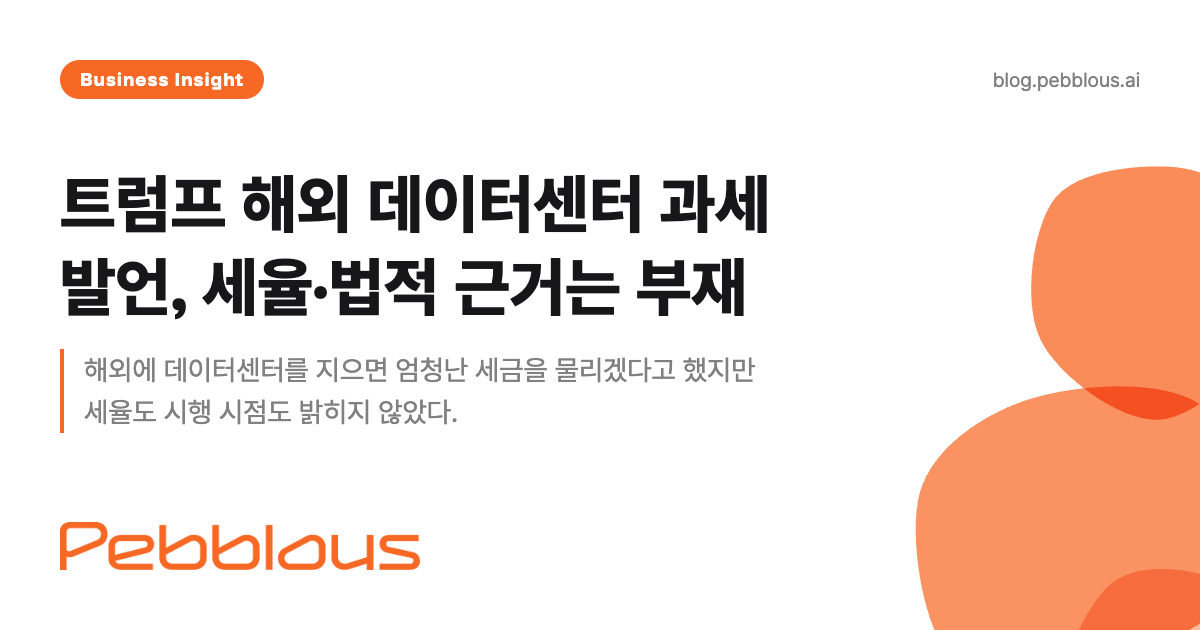 Business Insight
blog.pebblous.ai
트럼프 해외 데이터센터 과세
발언, 세율·법적 근거는 부재
해외에 데이터센터를 지으면 엄청난 세금을 물리겠다고 했지만
세율도 시행 시점도 밝히지 않았다.
Pebblous